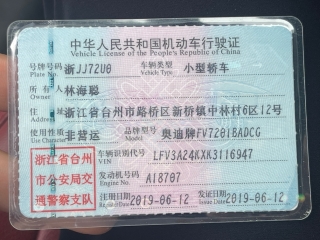 中华人民共和国机动车行驶证
Vehicle License of the People's Republic of China
号牌号码 浙JJ72U0 车辆类型 小型轿车
Plate No. Vehicle Type
所有人 林海聪
Owner
住址 浙江省台州市路桥区新桥镇中林村6区12号
Address
使用性质 非营运 品牌型号 奥迪牌FV7281BADCG
Use Character Model
浙江省台州市公安局交通警察支队
车辆识别代号 LFV3A24KXK3116947
VIN
发动机号码 A18707
Engine No.
注册日期 2019-06-12 发证日期 2019-06-12
Register Date Issue Date